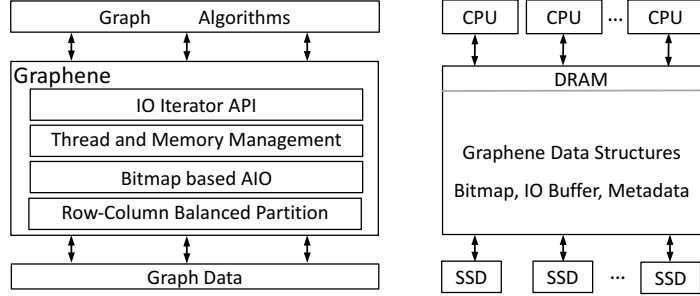 Graph Algorithms
Graphene
IO Iterator API
Thread and Memory Management
Bitmap based AIO
Row-Column Balanced Partition
Graph Data
CPU CPU ... CPU
DRAM
Graphene Data Structures
Bitmap, IO Buffer, Metadata
SSD SSD ... SSD